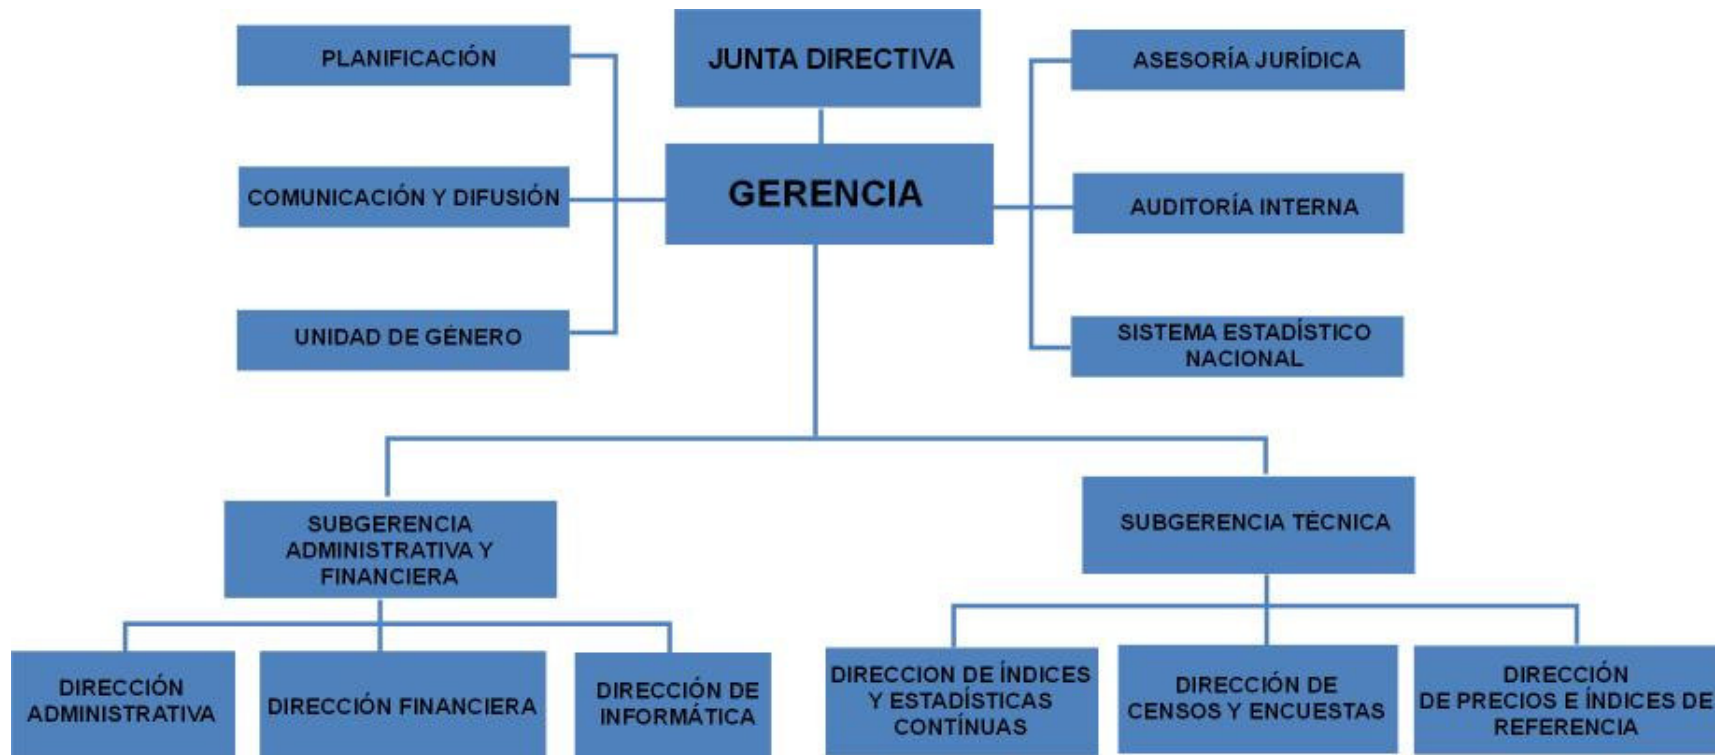 JUNTA DIRECTIVA
PLANIFICACIÓN
ASESORÍA JURÍDICA
GERENCIA
COMUNICACIÓN Y DIFUSIÓN
AUDITORÍA INTERNA
UNIDAD DE GÉNERO
SISTEMA ESTADÍSTICO
NACIONAL
SUBGERENCIA
ADMINISTRATIVA Y
FINANCIERA
SUBGERENCIA TÉCNICA
DIRECCIÓN
ADMINISTRATIVA
DIRECCIÓN FINANCIERA
DIRECCIÓN DE
INFORMÁTICA
DIRECCION DE ÍNDICES
Y ESTADÍSTICAS
CONTÍNUAS
DIRECCIÓN DE
CENSOS Y ENCUESTAS
DIRECCIÓN
DE PRECIOS E ÍNDICES DE
REFERENCIA